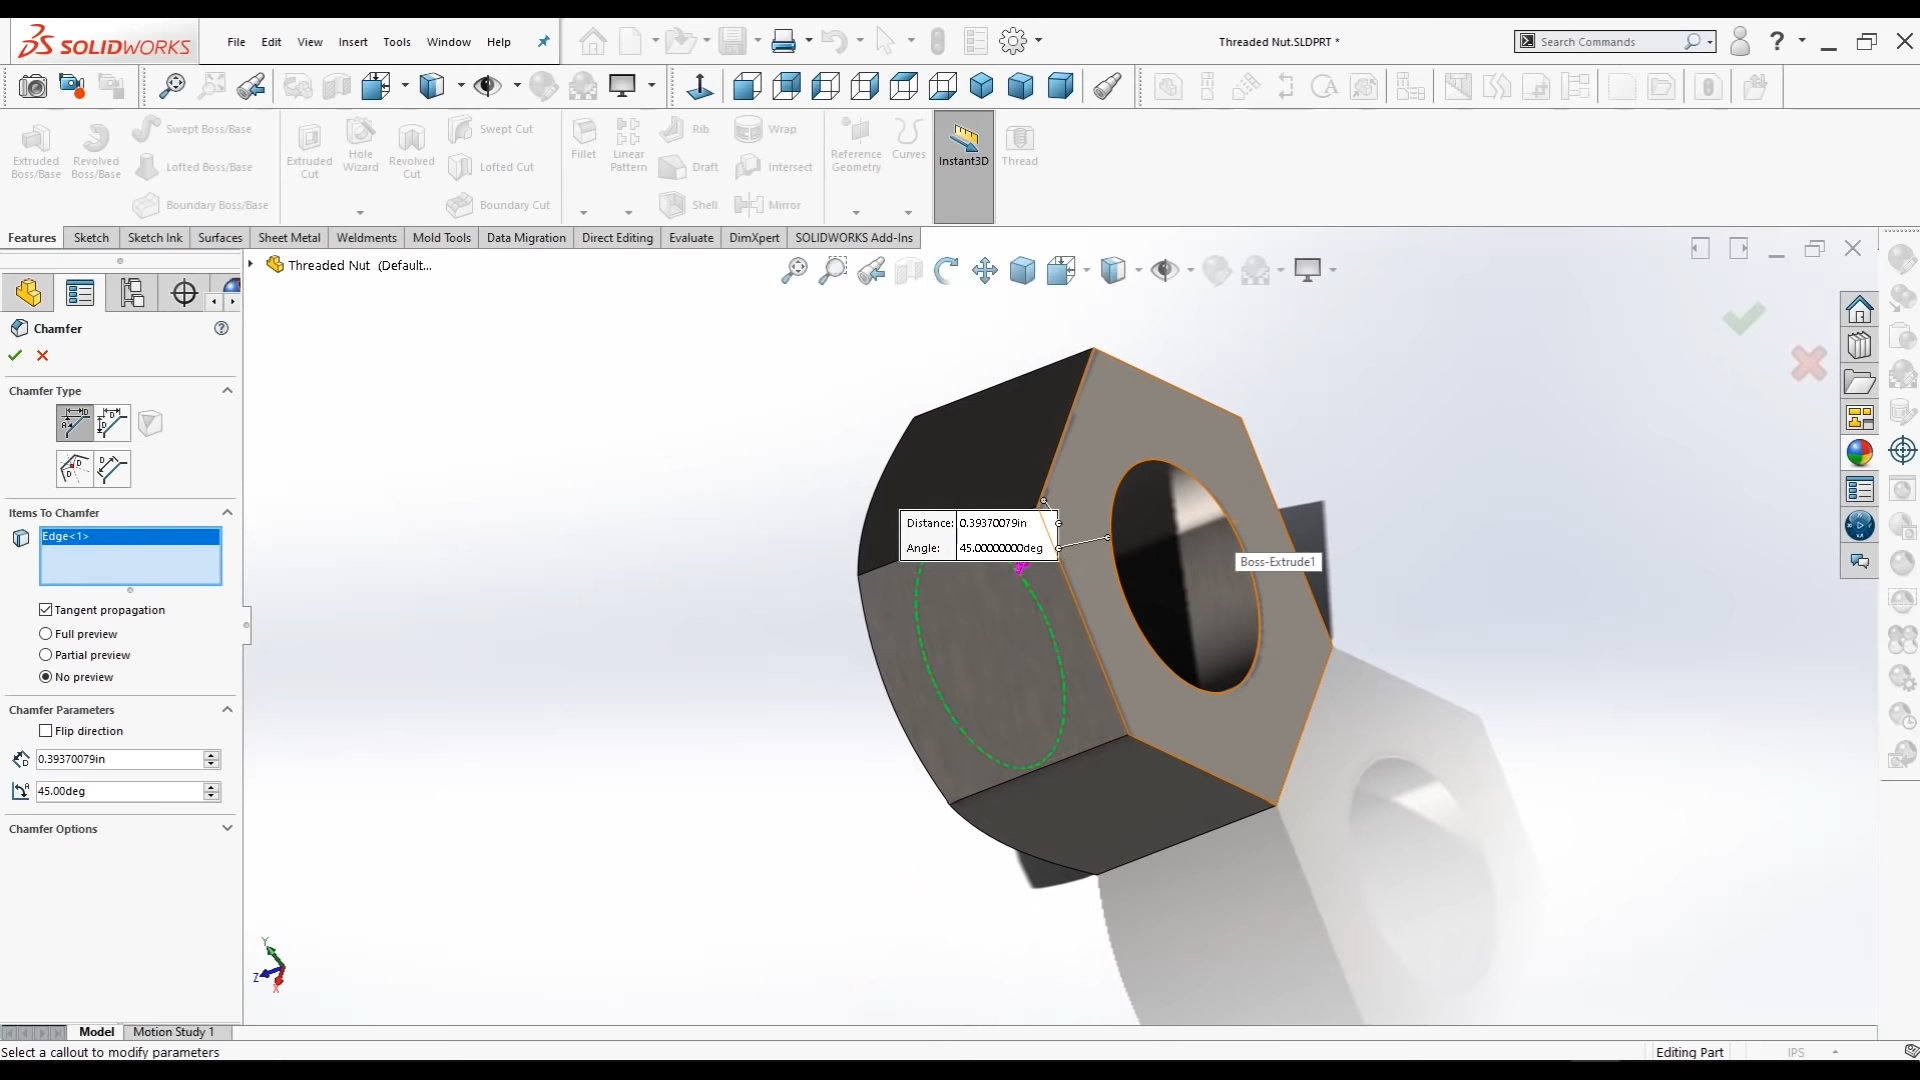 SOLIDWORKS
File Edit View Insert Tools Window Help
Threaded Nut.SLDPRT *
Search Commands
Extruded Boss/Base
Revolved Boss/Base
Swept Boss/Base
Lofted Boss/Base
Boundary Boss/Base
Extruded Cut
Hole Wizard
Revolved Cut
Swept Cut
Lofted Cut
Boundary Cut
Fillet
Linear Pattern
Rib
Draft
Shell
Wrap
Intersect
Mirror
Reference Geometry
Curves
Instant3D
Thread
Features Sketch Sketch Ink Surfaces Sheet Metal Weldments Mold Tools Data Migration Direct Editing Evaluate DimXpert SOLIDWORKS Add-Ins
Threaded Nut (Default...
Chamfer
Chamfer Type
Items To Chamfer
Edge<1>
Tangent propagation
Full preview
Partial preview
No preview
Chamfer Parameters
Flip direction
0.39370079in
45.00deg
Chamfer Options
Distance: 0.39370079in
Angle: 45.00000000deg
Boss-Extrude1
Y
Z
X
Model Motion Study 1
Select a callout to modify parameters
Editing Part
IPS